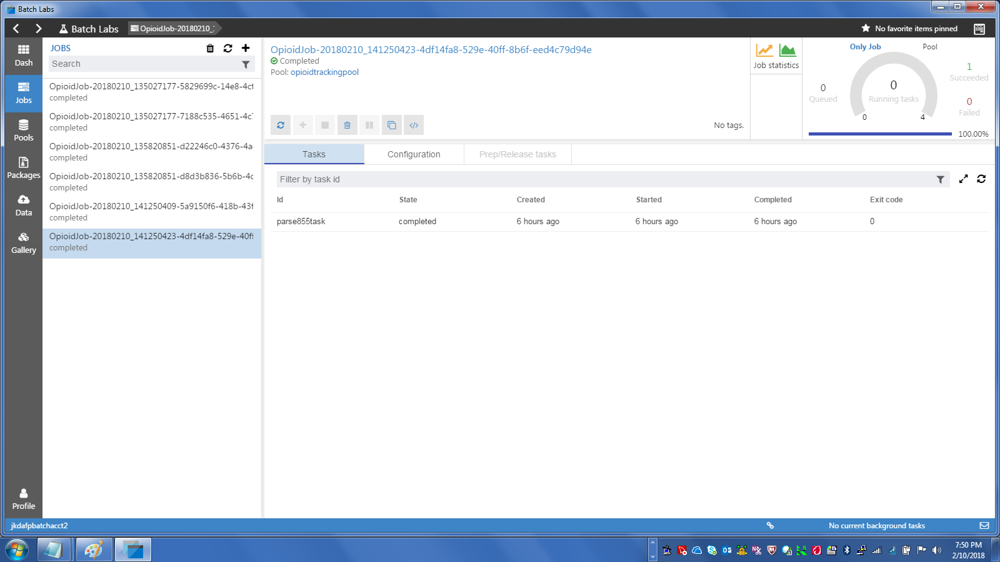 Batch Labs
Batch Labs
OpioidJob-20180210_
No favorite items pinned
Dash
Jobs
Pools
Packages
Data
Gallery
Profile
JOBS
Search
OpioidJob-20180210_135027177-5829699c-14e8-4cf
completed
OpioidJob-20180210_135027177-7188c535-4651-4c
completed
OpioidJob-20180210_135820851-d22246c0-4376-4a
completed
OpioidJob-20180210_135820851-d8d3b836-5b6b-4c
completed
OpioidJob-20180210_141250409-5a9150f6-418b-43f
completed
OpioidJob-20180210_141250423-4df14fa8-529e-40ff
completed
OpioidJob-20180210_141250423-4df14fa8-529e-40ff-8b6f-eed4c79d94e
Completed
Pool: opioidtrackingpool
No tags.
Job statistics
Only Job
Pool
0
Queued
0
Running tasks
0
4
1
Succeeded
0
Failed
100.00%
Tasks
Configuration
Prep/Release tasks
Filter by task id
Id State Created Started Completed Exit code
parse855task completed 6 hours ago 6 hours ago 6 hours ago 0
jkdafpbatchacct2
No current background tasks
7:50 PM
2/10/2018